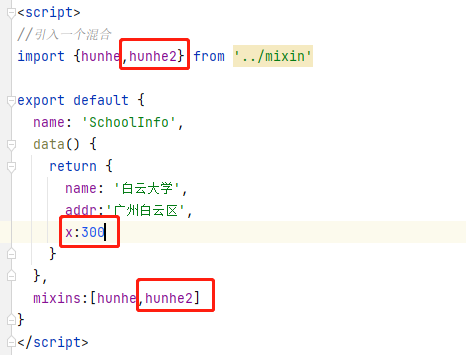 <script>
//引入一个混合
import {hunhe,hunhe2} from '../mixin'
export default {
name: 'SchoolInfo',
data() {
return {
name: '白云大学',
addr:'广州白云区',
x:300
}
},
mixins:[hunhe,hunhe2]
}
</script>